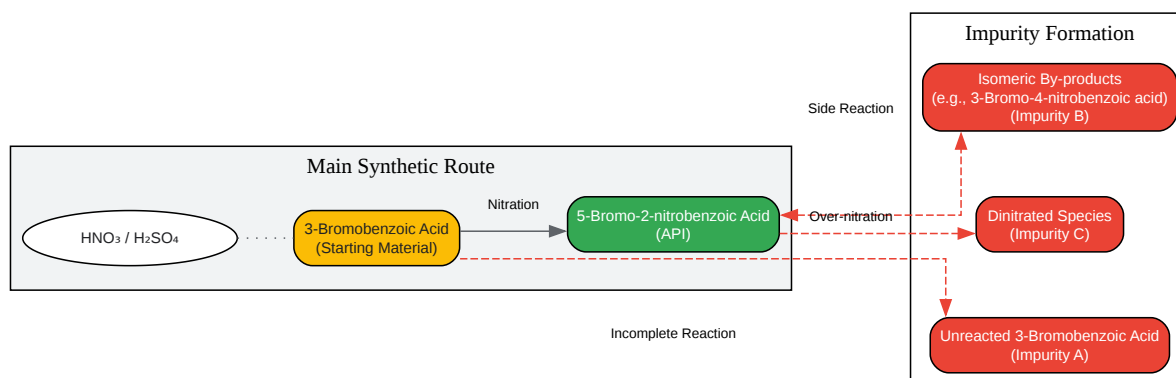 Impurity Formation
Isomeric By-products
(e.g., 3-Bromo-4-nitrobenzoic acid)
(Impurity B)
Side Reaction
Main Synthetic Route
HNO₃ / H₂SO₄
3-Bromobenzoic Acid
(Starting Material)
Nitration
5-Bromo-2-nitrobenzoic Acid
(API)
Over-nitration
Dinitrated Species
(Impurity C)
Incomplete Reaction
Unreacted 3-Bromobenzoic Acid
(Impurity A)